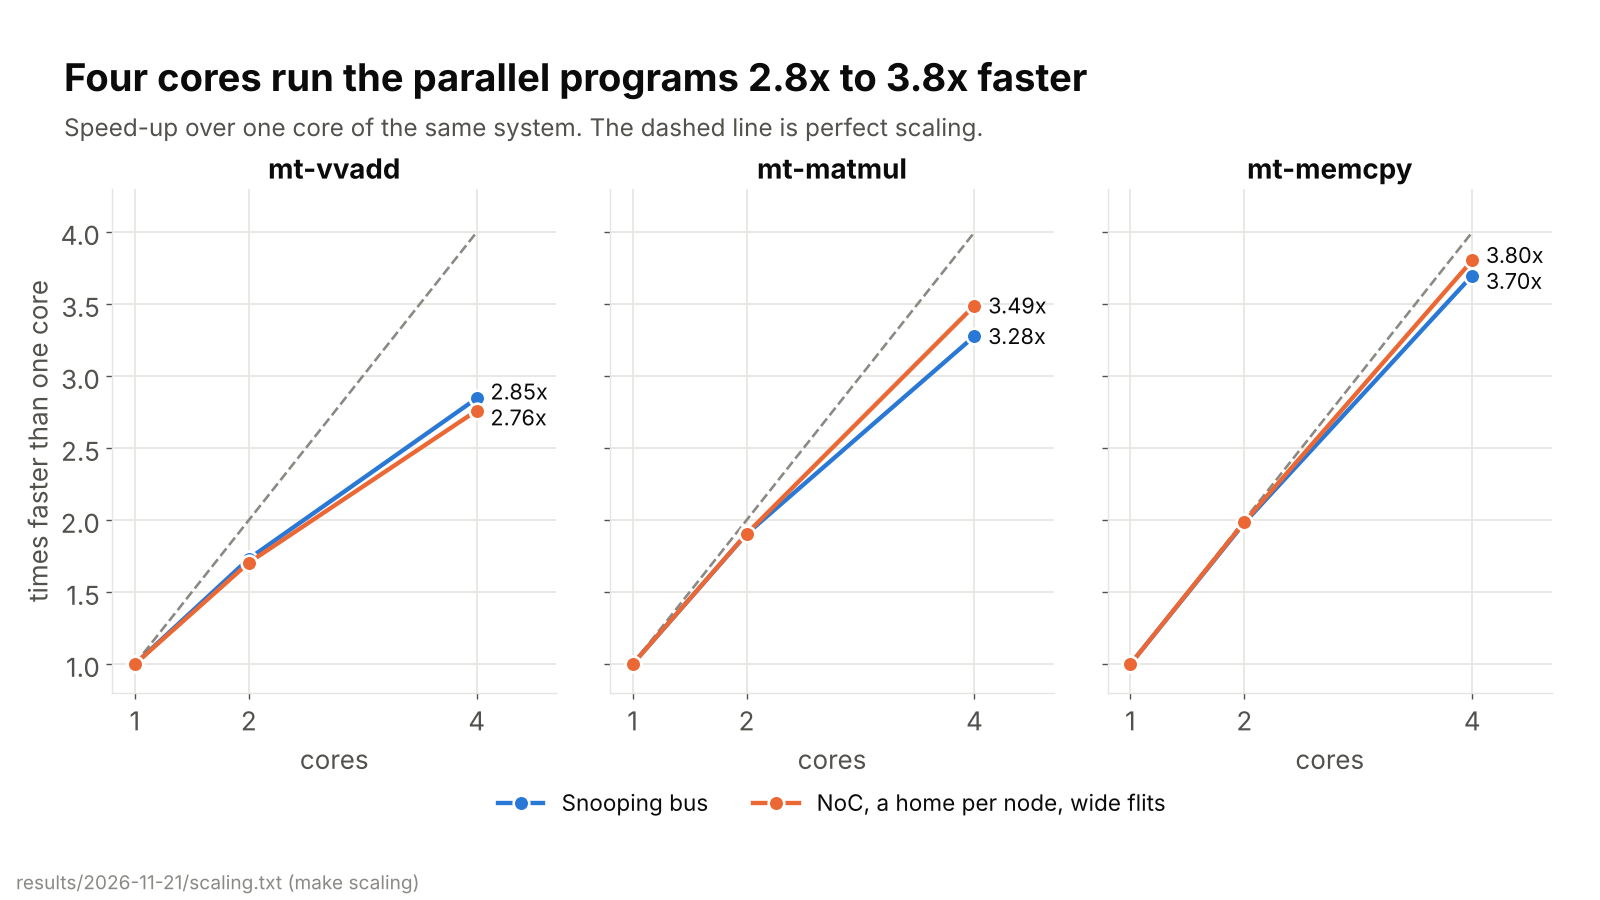 Four cores run the parallel programs 2.8x to 3.8x faster
Speed-up over one core of the same system. The dashed line is perfect scaling.
mt-vvadd
mt-matmul
mt-memcpy
times faster than one core
4.0
3.5
3.0
2.5
2.0
1.5
1.0
2.85x
2.76x
3.49x
3.28x
3.80x
3.70x
1 2 4
1 2 4
1 2 4
cores
cores
cores
Snooping bus
NoC, a home per node, wide flits
results/2026-11-21/scaling.txt (make scaling)